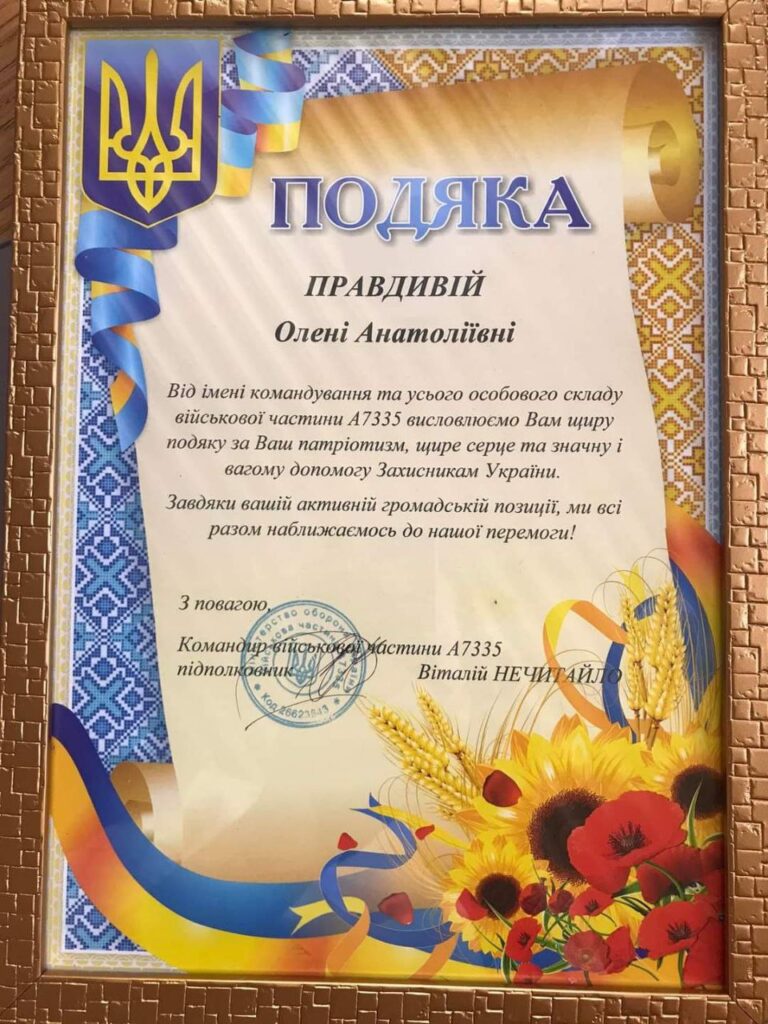 ПОДЯКА
ПРАВДИВІЙ
Олені Анатоліївні
Від імені командування та усього особового складу
військової частини А7335 висловлюємо Вам щиру
подяку за Ваш патріотизм, щире серце та значну і
вагому допомогу Захисникам України.
Завдяки вашій активній громадській позиції, ми всі
разом наближаємось до нашої перемоги!
З повагою,
Командир військової частини А7335
підполковник Віталій НЕЧИТАЙЛО